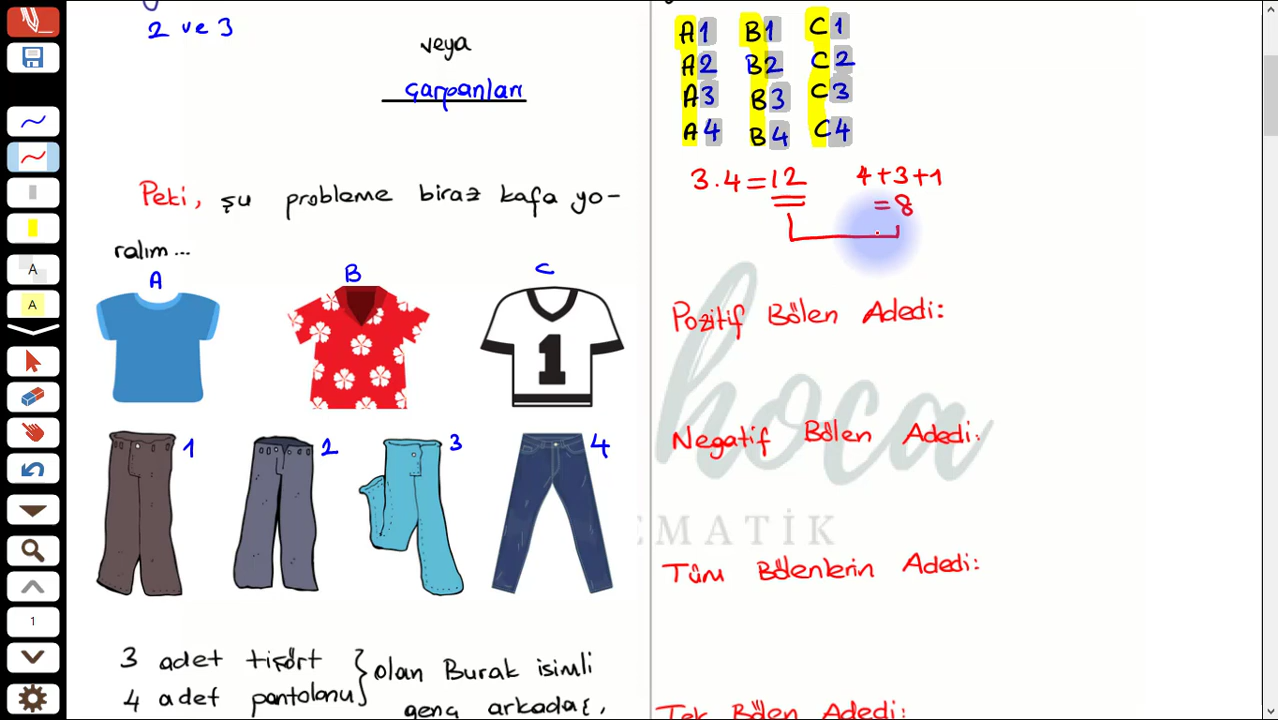 2 ve 3
veya
Çarpanları
Peki, şu probleme biraz kafa yo-
ralım...
A B C
1
1 2 3 4
3 adet tişört
4 adet pantolonu
olan Burak isimli
genç arkadaş,
A1 B1 C1
A2 B2 C2
A3 B3 C3
A4 B4 C4
3.4=12 4+3+1
=8
Pozitif Bölen Adedi:
Negatif Bölen Adedi:
Tüm Bölenlerin Adedi:
Tek Bölen Adedi:
hoca
EMATİK
A
A
1